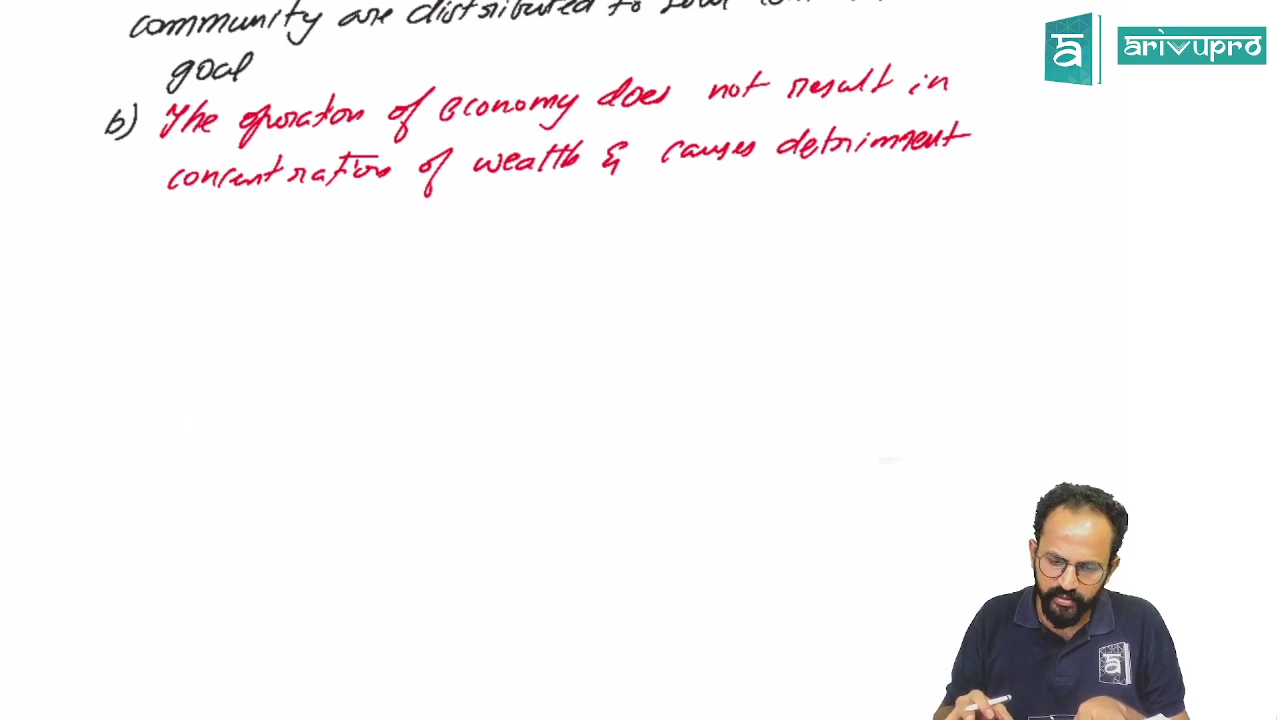 community are distributed to
goal
b) The operation of Economy does not result in
concentration of wealth & causes detriment
arivupro